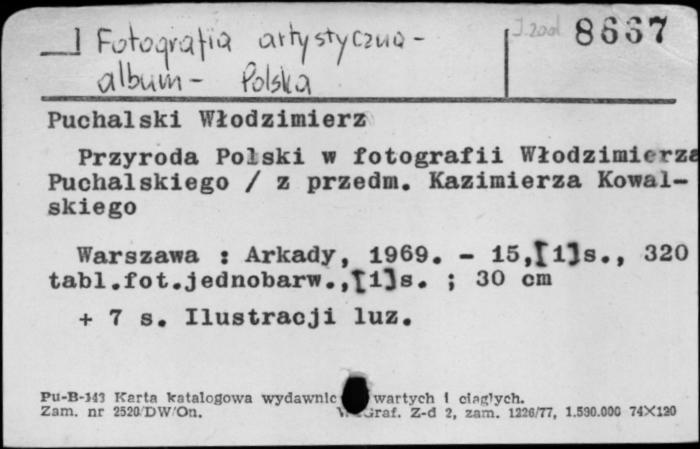 Fotografia artystyczna -
album - Polska
J. zool 8667
Puchalski Włodzimierz
Przyroda Polski w fotografii Włodzimierza
Puchalskiego / z przedm. Kazimierza Kowal-
skiego
Warszawa : Arkady, 1969. - 15,[1]s., 320
tabl.fot.jednobarw.,[1]s. ; 30 cm
+ 7 s. Ilustracji luz.
Pu-B-143 Karta katalogowa wydawnic wartych i ciągłych.
Zam. nr 2520/DW/On. Graf. Z-d 2, zam. 1226/77, 1.590.000 74X120